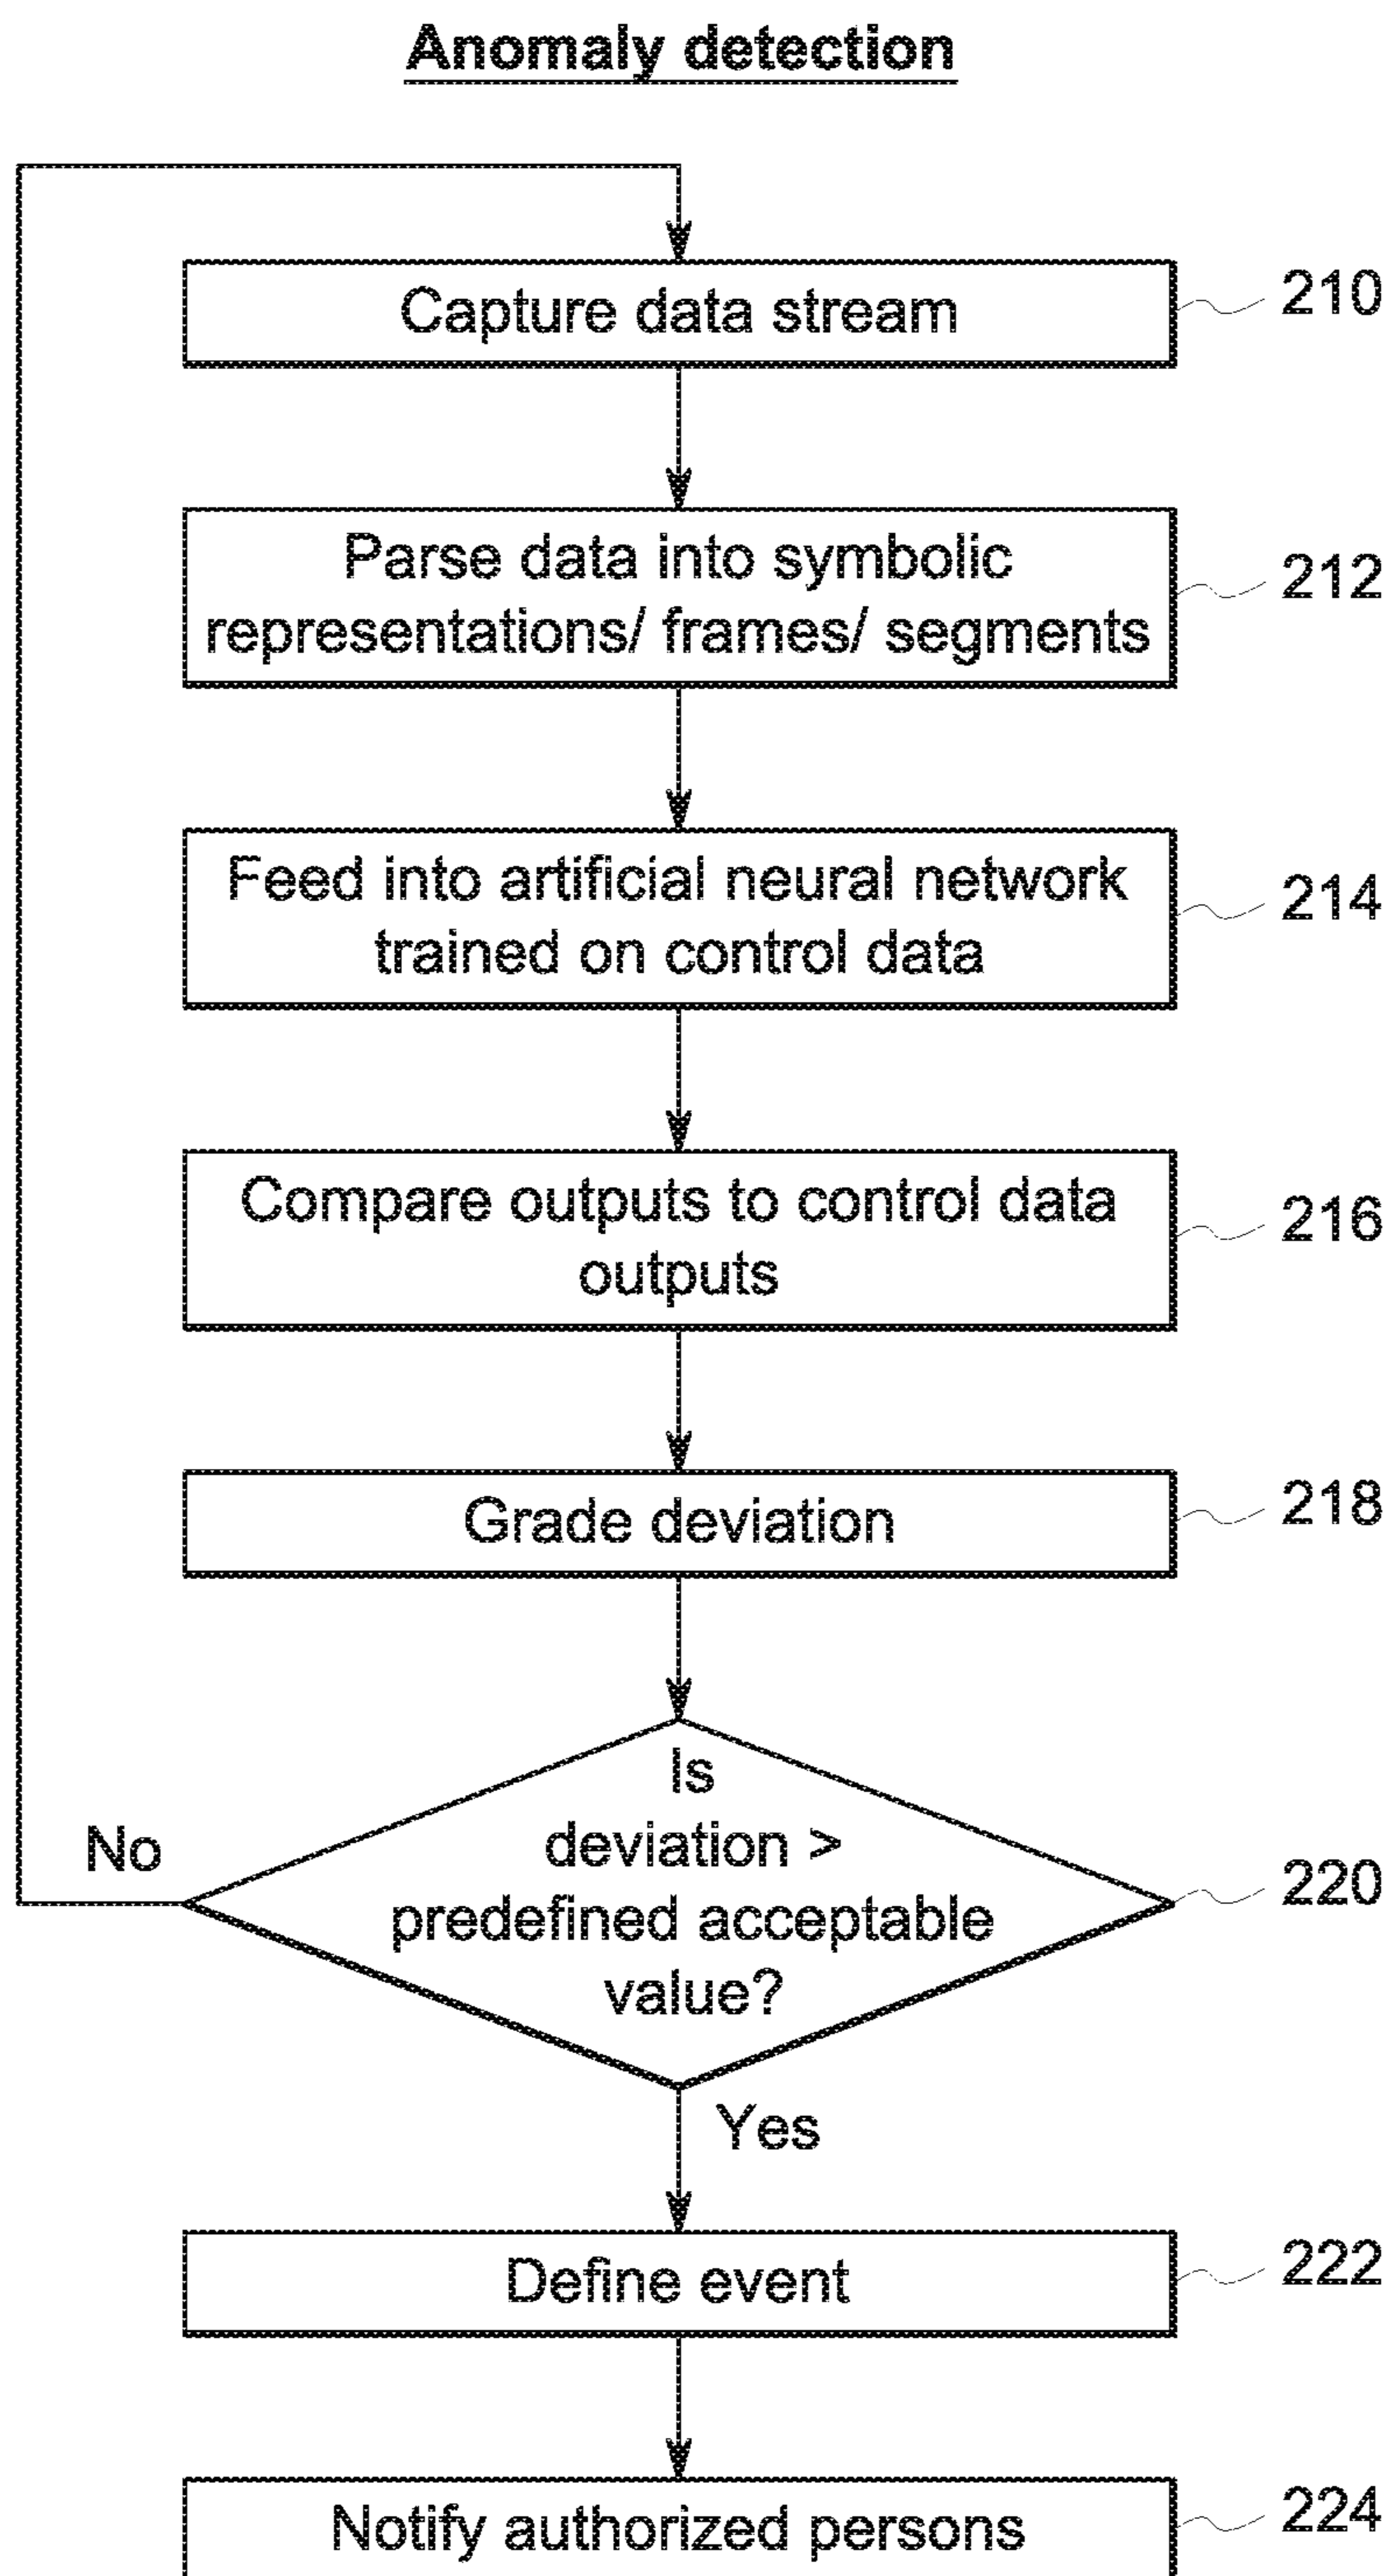 Anomaly detection
Capture data stream
210
Parse data into symbolic
representations/ frames/ segments
212
Feed into artificial neural network
trained on control data
214
Compare outputs to control data
outputs
216
Grade deviation
218
Is
deviation >
predefined acceptable
value?
220
No
Yes
Define event
222
Notify authorized persons
224